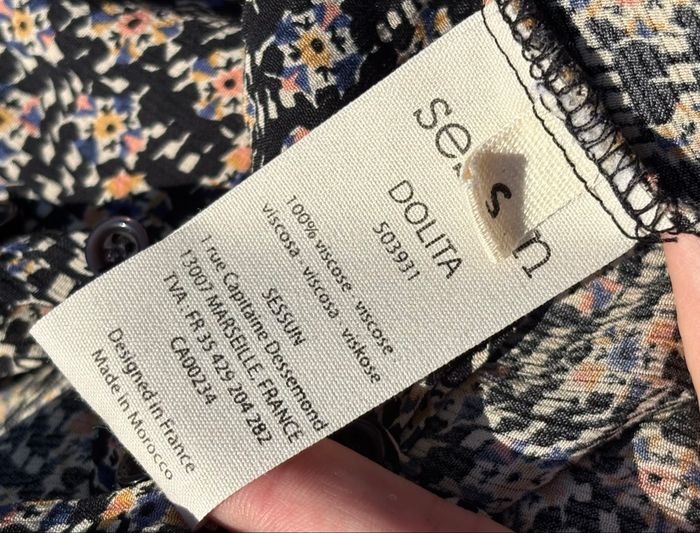 s
DOLITA
503931
100% viscose - viscose -
viscosa - viscosa - viskose
SESSUN
1 rue Capitaine Dessemond
13007 MARSEILLE, FRANCE
TVA : FR 35 429 204 282
CA00234
Designed in France
Made in Morocco